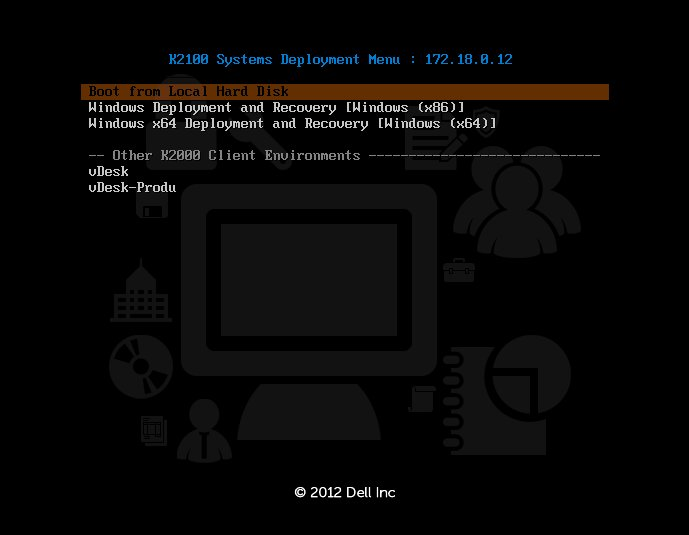 K2100 Systems Deployment Menu : 172.18.0.12
Boot from Local Hard Disk
Windows Deployment and Recovery [Windows (x86)]
Windows x64 Deployment and Recovery [Windows (x64)]
-- Other K2000 Client Environments -----------------------------
vDesk
vDesk-Produ
© 2012 Dell Inc